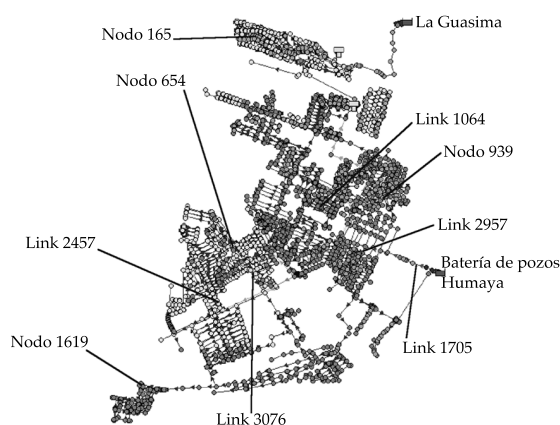 La Guasima
Nodo 165
Nodo 654
Link 1064
Nodo 939
Link 2957
Link 2457
Batería de pozos
Humaya
Nodo 1619
Link 1705
Link 3076